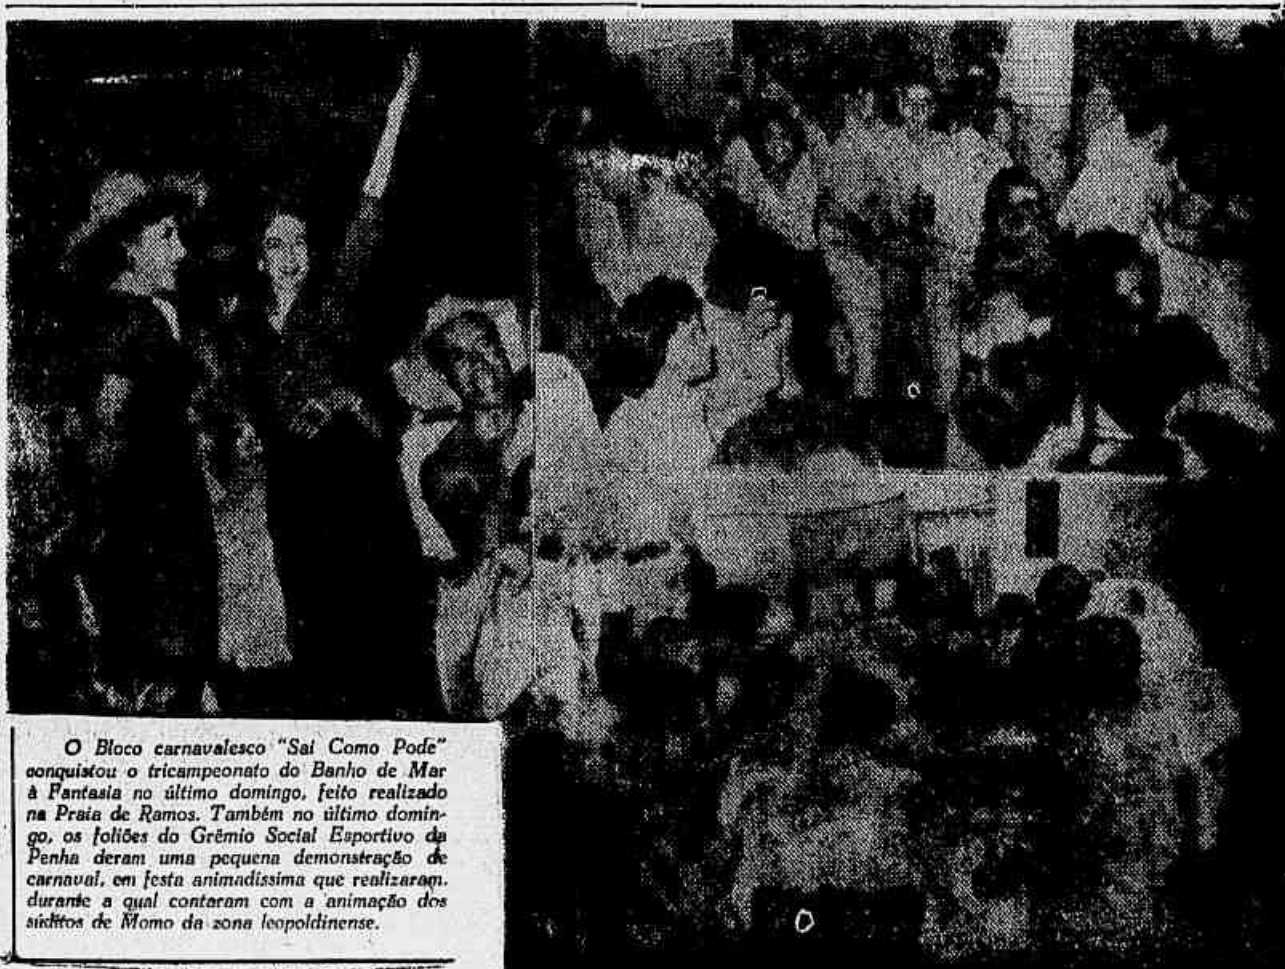 O Bloco carnavalesco "Sai Como Pode"
conquistou o tricampeonato do Banho de Mar
à Fantasia no último domingo, feito realizado
na Praia de Ramos. Também no último domin-
go, os foliões do Grêmio Social Esportivo da
Penha deram uma pequena demonstração de
carnaval, em festa animadissima que realizaram,
durante a qual contaram com a animação dos
súditos de Momo da zona leopoldinense.